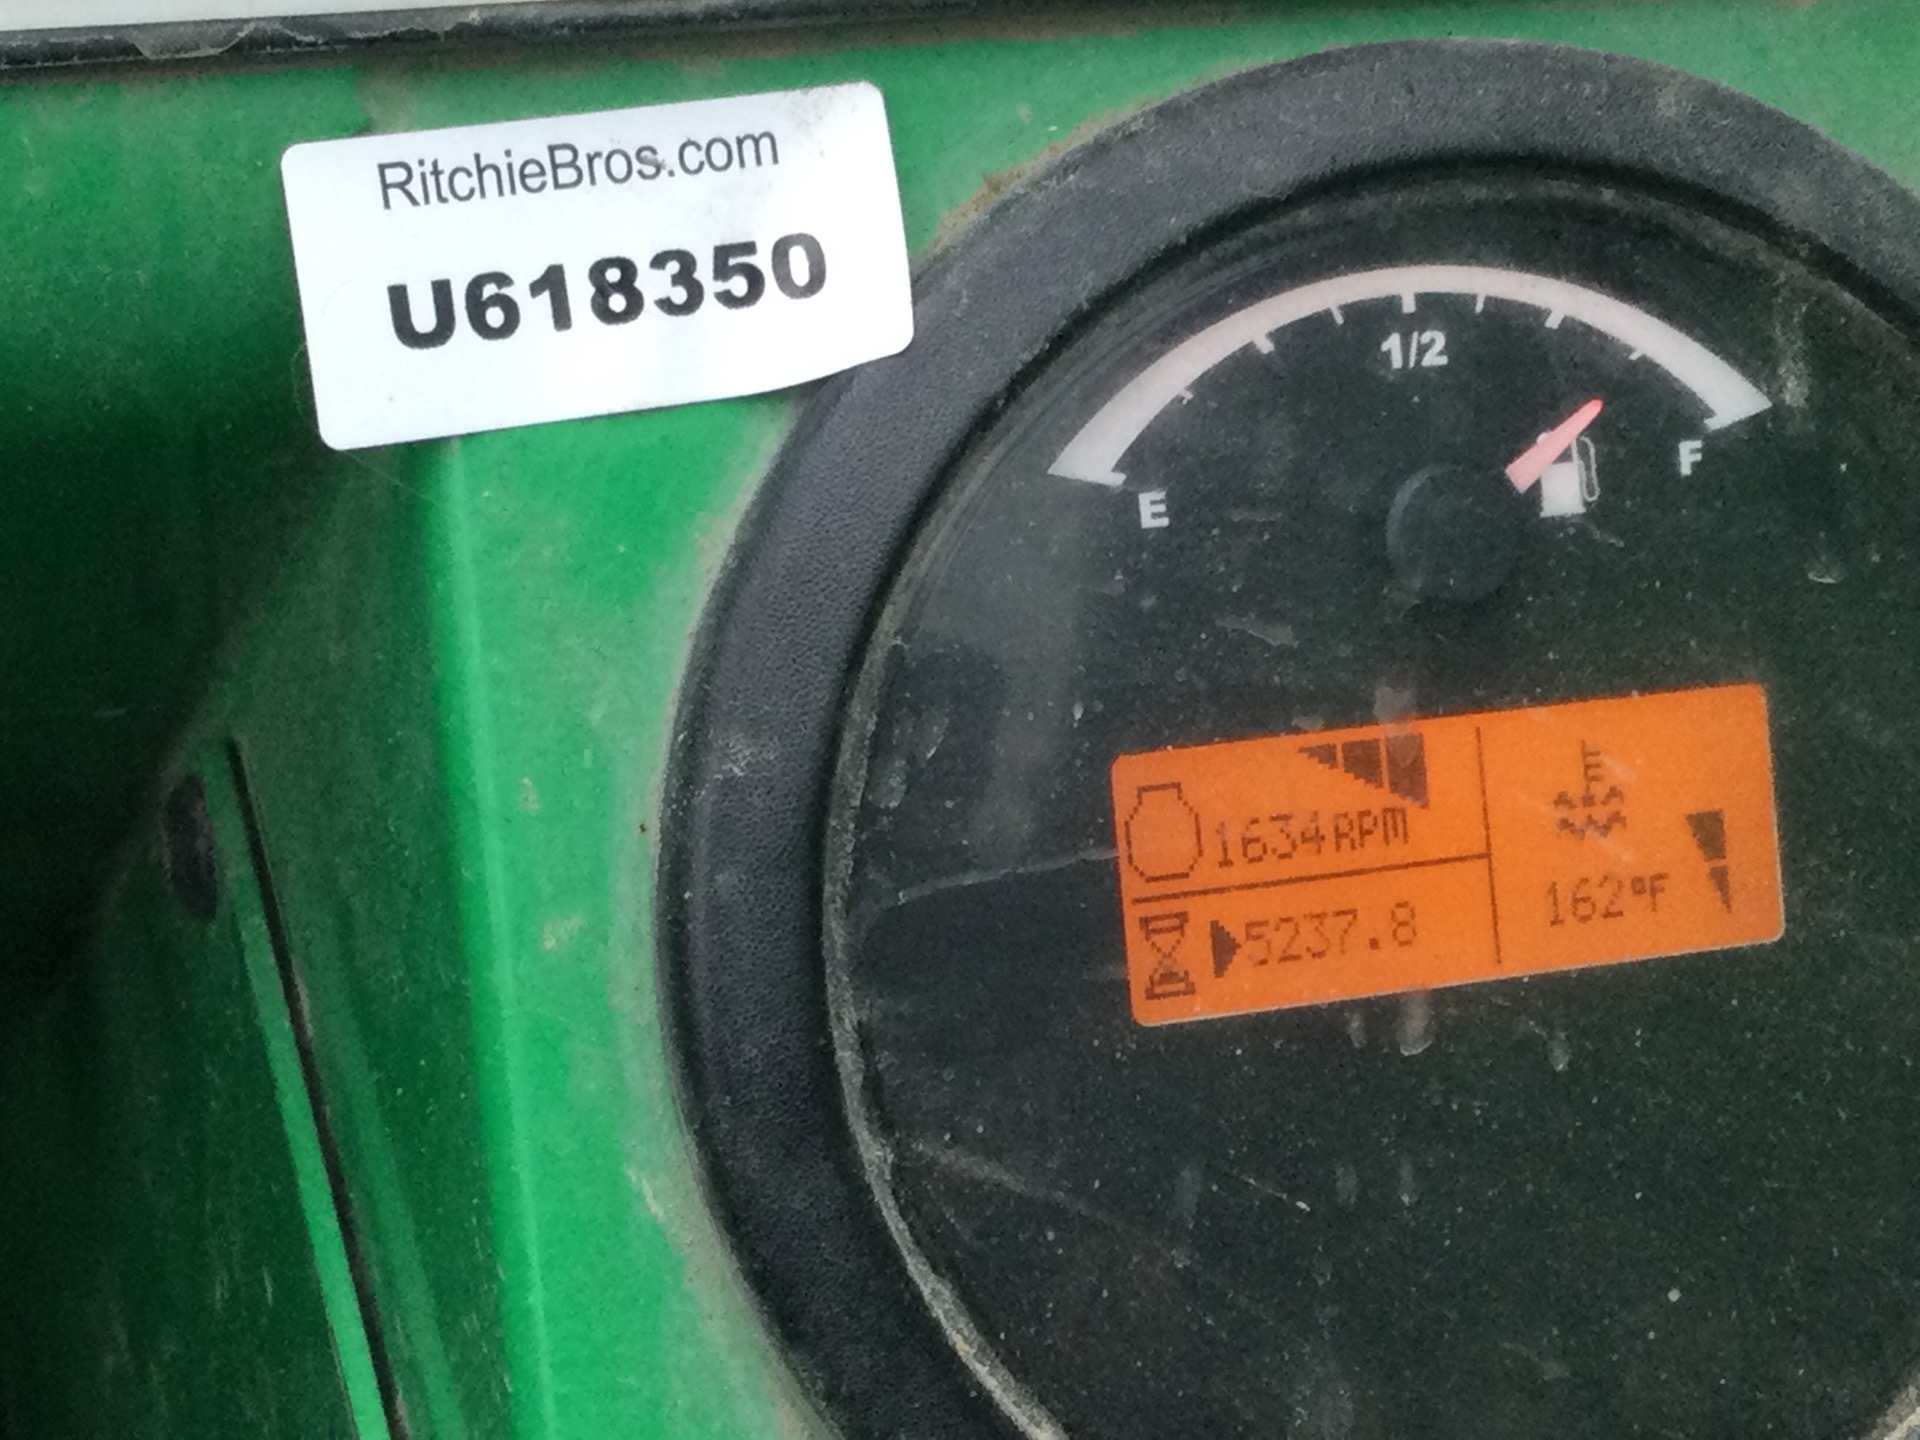 RitchieBros.com
U618350
1/2
E
F
1634RPM
5237.8
162°F